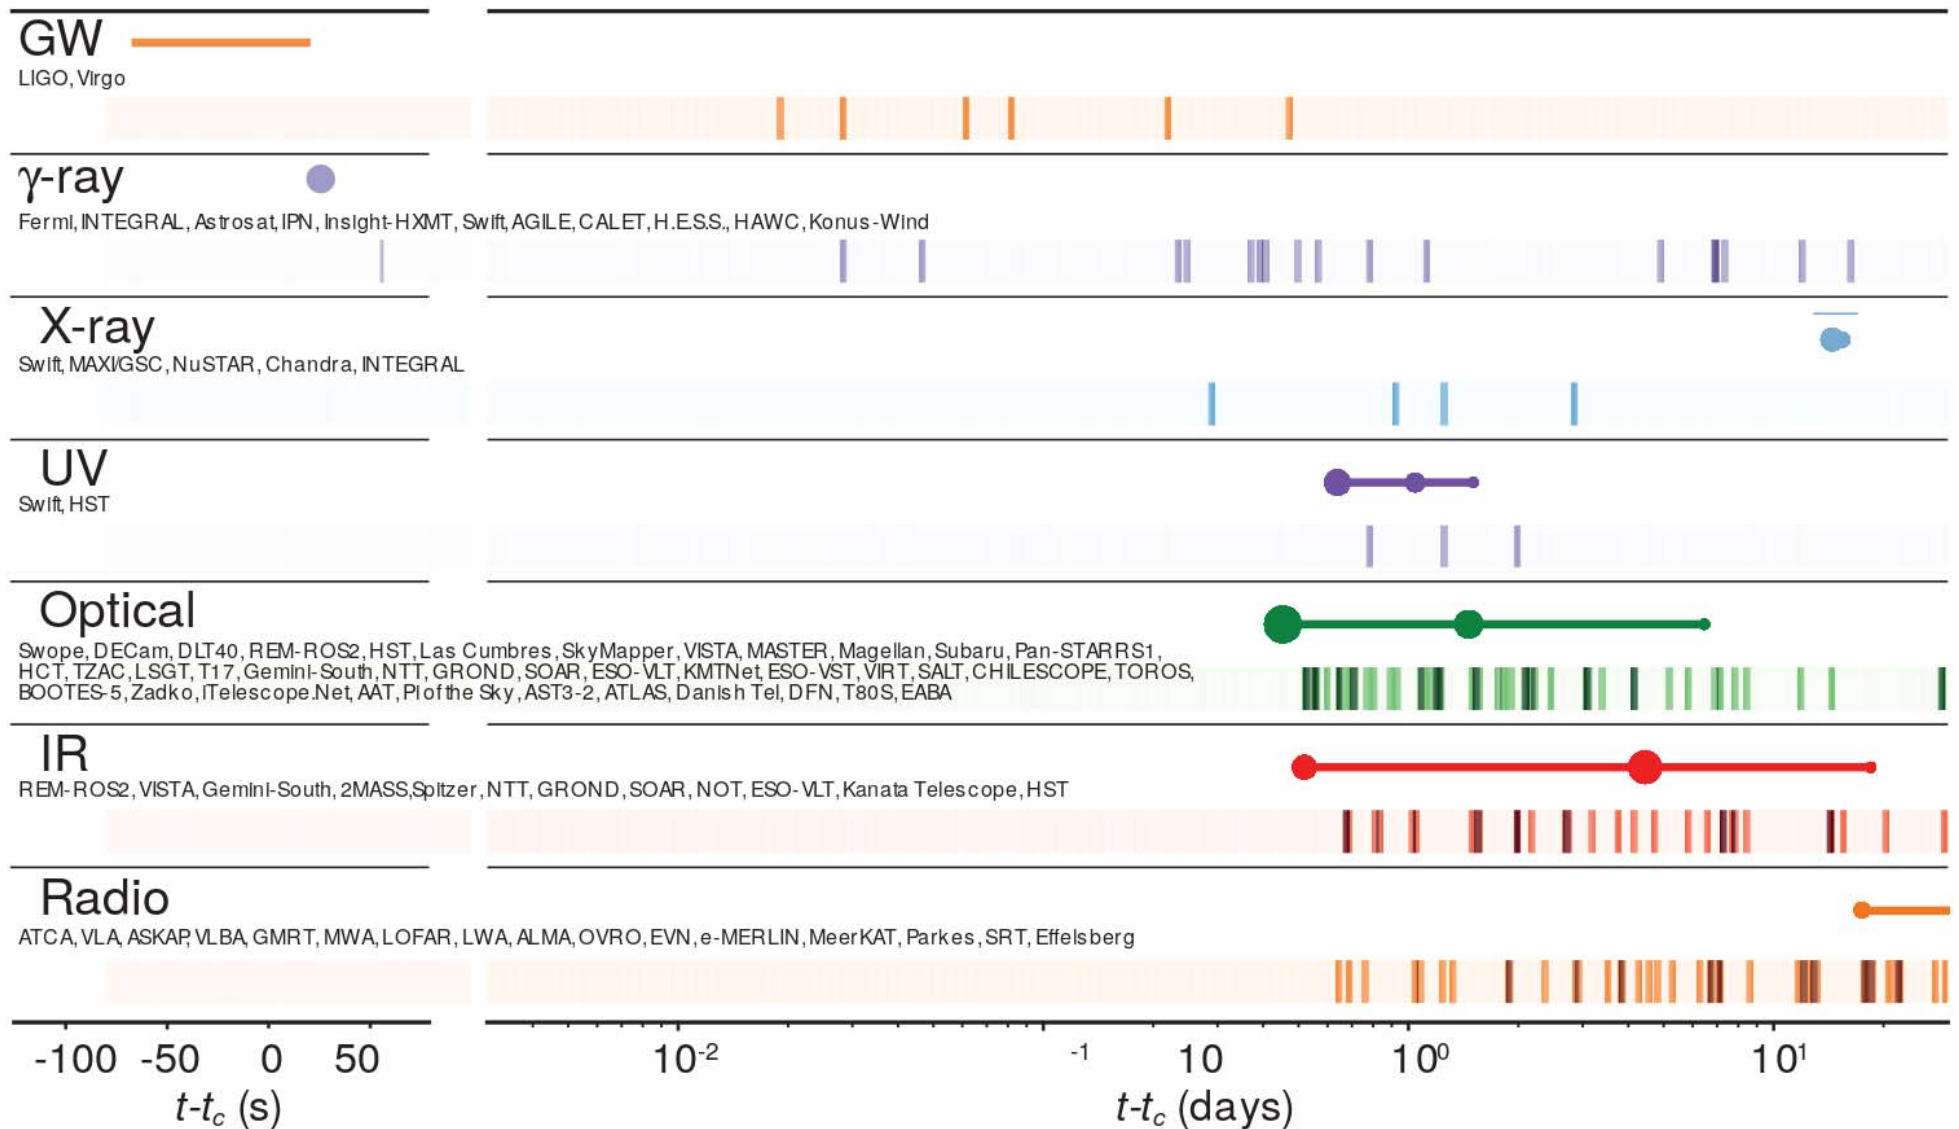 GW
LIGO, Virgo
γ-ray
Fermi, INTEGRAL, Astrosat, IPN, Insight-HXMT, Swift, AGILE, CALET, H.E.S.S., HAWC, Konus-Wind
X-ray
Swift, MAXI/GSC, NuSTAR, Chandra, INTEGRAL
UV
Swift, HST
Optical
Swope, DECam, DLT40, REM-ROS2, HST, Las Cumbres, SkyMapper, VISTA, MASTER, Magellan, Subaru, Pan-STARRS1,
HCT, TZAC, LSGT, T17, Gemini-South, NTT, GROND, SOAR, ESO-VLT, KMTNet, ESO-VST, VIRT, SALT, CHILESCOPE, TOROS,
BOOTES-5, Zadko, iTelescope.Net, AAT, Pi of the Sky, AST3-2, ATLAS, Danish Tel, DFN, T80S, EABA
IR
REM-ROS2, VISTA, Gemini-South, 2MASS, Spitzer, NTT, GROND, SOAR, NOT, ESO-VLT, Kanata Telescope, HST
Radio
ATCA, VLA, ASKAP, VLBA, GMRT, MWA, LOFAR, LWA, ALMA, OVRO, EVN, e-MERLIN, MeerKAT, Parkes, SRT, Effelsberg
-100 -50 0 50 10⁻² -1 10 10⁰ 10¹
t-t_c (s) t-t_c (days)